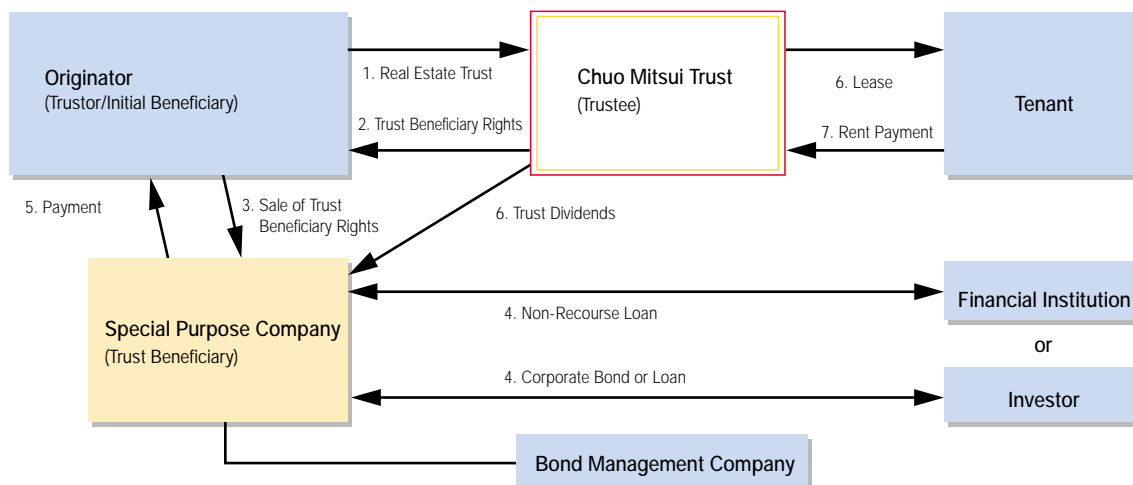 Originator
(Trustor/Initial Beneficiary)
1. Real Estate Trust
2. Trust Beneficiary Rights
Chuo Mitsui Trust
(Trustee)
6. Lease
7. Rent Payment
Tenant
5. Payment
3. Sale of Trust
Beneficiary Rights
6. Trust Dividends
Special Purpose Company
(Trust Beneficiary)
4. Non-Recourse Loan
Financial Institution
or
4. Corporate Bond or Loan
Investor
Bond Management Company